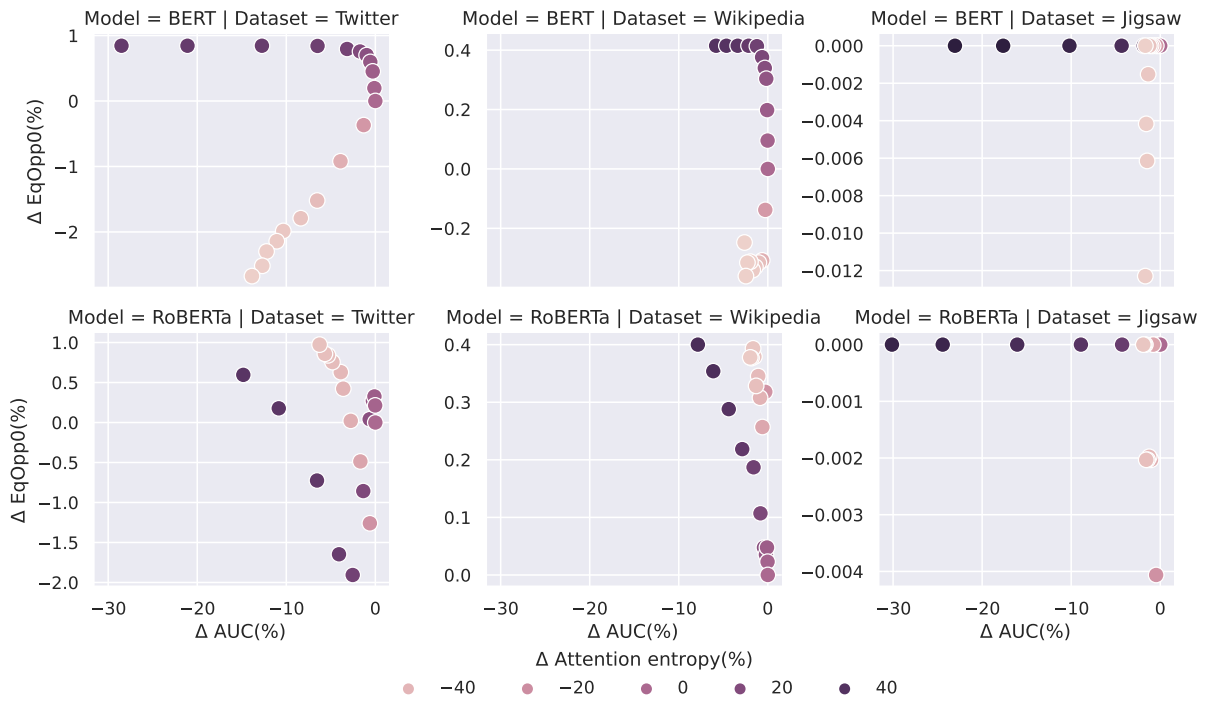 Model = BERT | Dataset = Twitter
Model = BERT | Dataset = Wikipedia
Model = BERT | Dataset = Jigsaw
Δ EqOpp0(%)
1
0
−1
−2
0.4
0.2
0.0
−0.2
0.000
−0.002
−0.004
−0.006
−0.008
−0.010
−0.012
Model = RoBERTa | Dataset = Twitter
Model = RoBERTa | Dataset = Wikipedia
Model = RoBERTa | Dataset = Jigsaw
Δ EqOpp0(%)
1.0
0.5
0.0
−0.5
−1.0
−1.5
−2.0
0.4
0.3
0.2
0.1
0.0
0.000
−0.001
−0.002
−0.003
−0.004
−30 −20 −10 0
−30 −20 −10 0
−30 −20 −10 0
Δ AUC(%)
Δ AUC(%)
Δ AUC(%)
Δ Attention entropy(%)
−40 −20 0 20 40